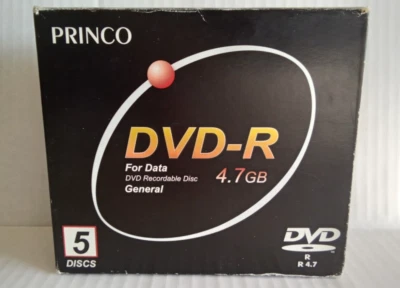 PRINCO
DVD-R
For Data
DVD Recordable Disc
4.7GB
General
5
DISCS
DVD
R
R 4.7